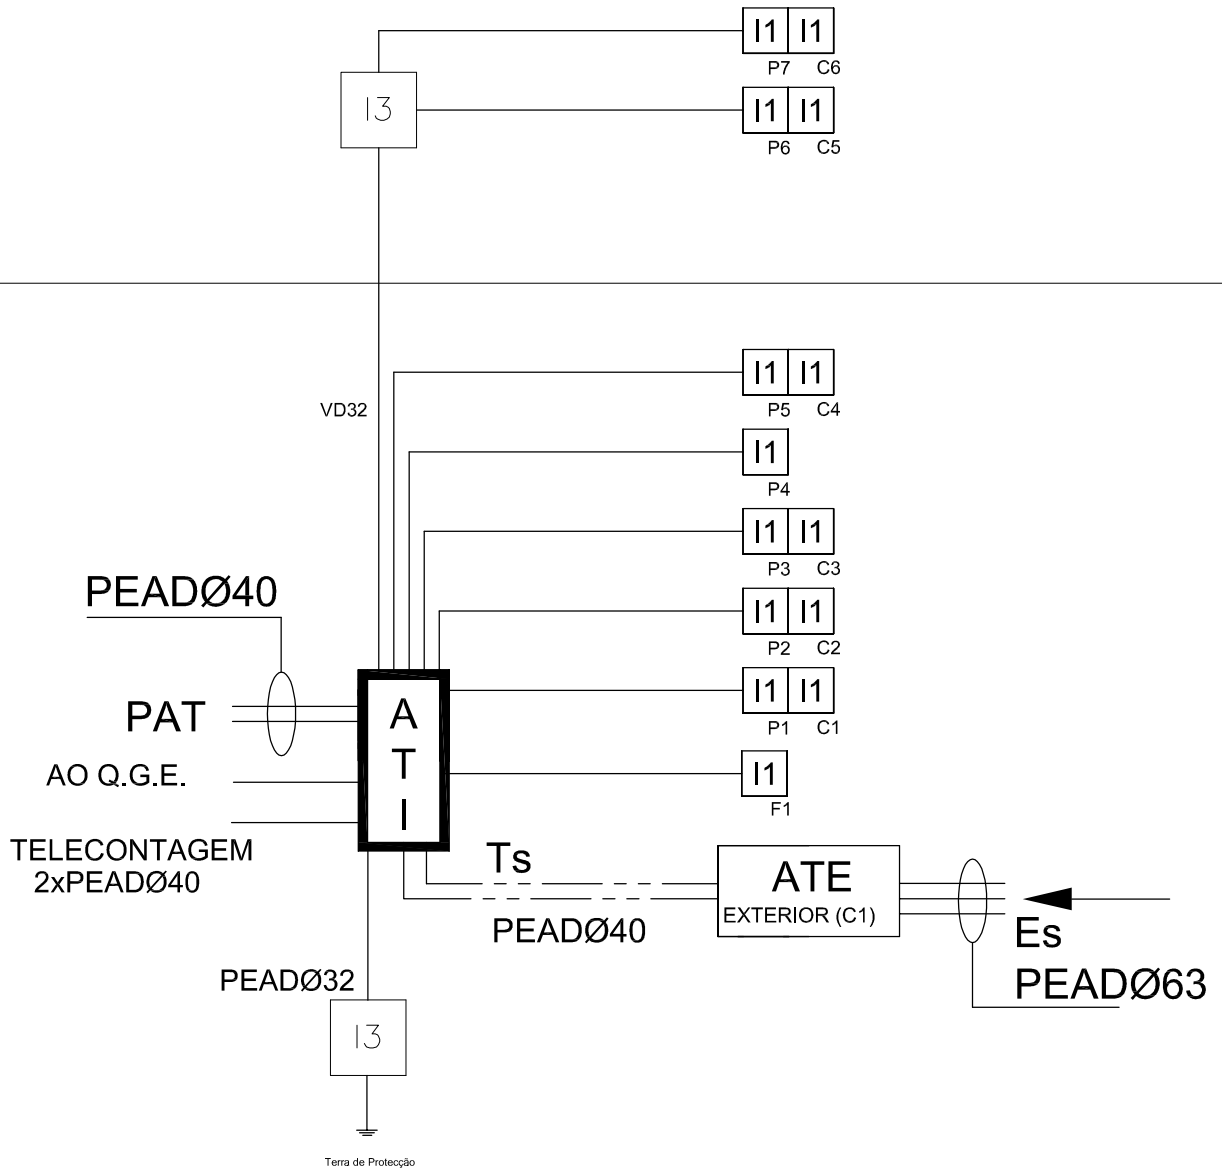 I1 I1
P7 C6
I3
I1 I1
P6 C5
I1 I1
P5 C4
VD32
I1
P4
I1 I1
P3 C3
PEADØ40
I1 I1
P2 C2
PAT
A
T
I
I1 I1
P1 C1
AO Q.G.E.
I1
F1
TELECONTAGEM
2xPEADØ40
Ts
PEADØ40
ATE
EXTERIOR (C1)
Es
PEADØ63
PEADØ32
I3
Terra de Protecção